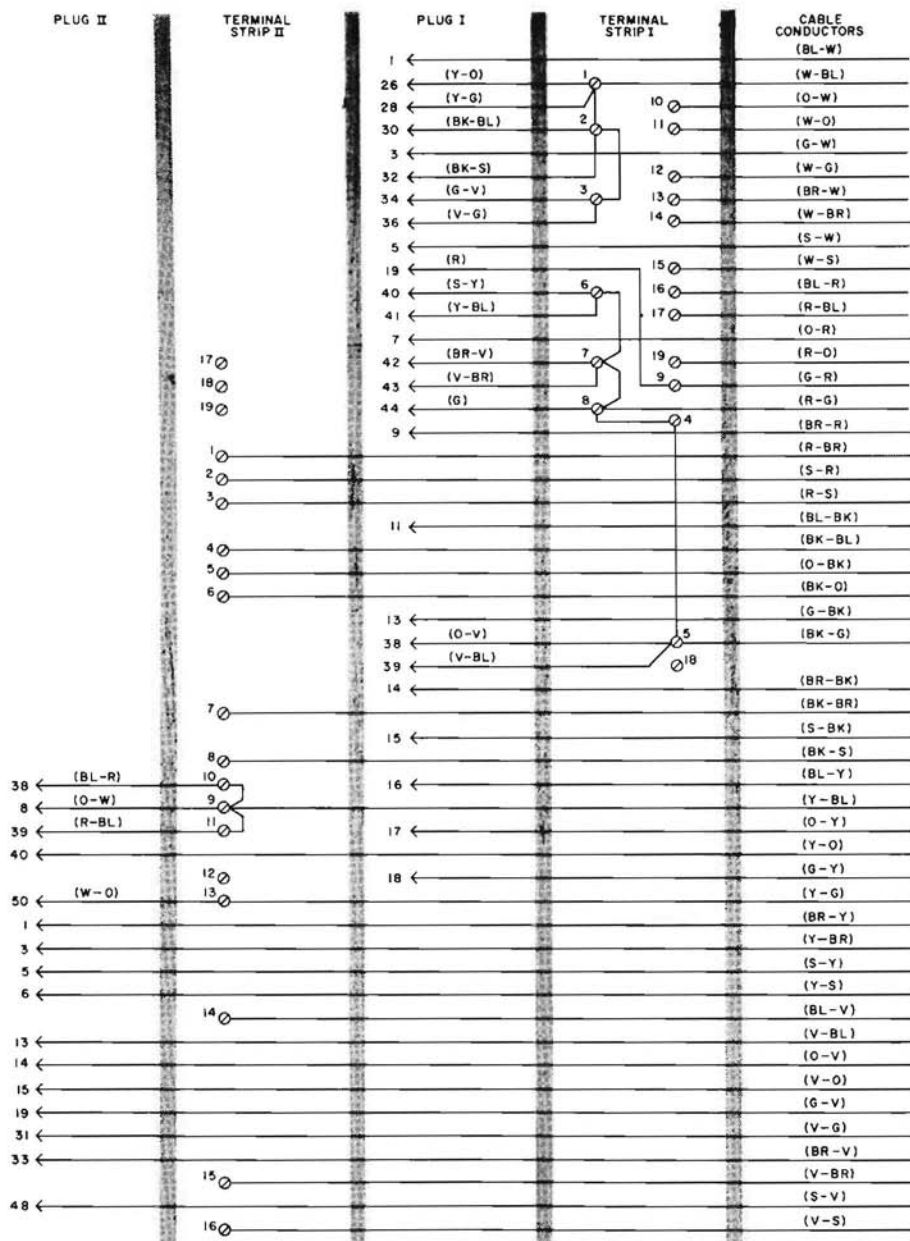 PLUG II TERMINAL STRIP II PLUG I TERMINAL STRIP I CABLE CONDUCTORS
1 (BL-W)
26 (Y-O) 1 (W-BL)
28 (Y-G) 10 (O-W)
30 (BK-BL) 2 11 (W-O)
3 (G-W)
32 (BK-S) 12 (W-G)
34 (G-V) 3 13 (BR-W)
36 (V-G) 14 (W-BR)
5 (S-W)
19 (R) 15 (W-S)
40 (S-Y) 6 16 (BL-R)
41 (Y-BL) 17 (R-BL)
7 (O-R)
17 42 (BR-V) 7 19 (R-O)
18 43 (V-BR) 9 (G-R)
19 44 (G) 8 (R-G)
4
9 (BR-R)
1 (R-BR)
2 (S-R)
3 (R-S)
11 (BL-BK)
4 (BK-BL)
5 (O-BK)
6 (BK-O)
13 (G-BK)
38 (O-V) 5 (BK-G)
39 (V-BL) 18
14 (BR-BK)
7 (BK-BR)
15 (S-BK)
8 (BK-S)
38 (BL-R) 10 16 (BL-Y)
8 (O-W) 9 (Y-BL)
39 (R-BL) 11 17 (O-Y)
40 (Y-O)
12 18 (G-Y)
50 (W-O) 13 (Y-G)
1 (BR-Y)
3 (Y-BR)
5 (S-Y)
6 (Y-S)
14 (BL-V)
13 (V-BL)
14 (O-V)
15 (V-O)
19 (G-V)
31 (V-G)
33 (BR-V)
15 (V-BR)
48 (S-V)
16 (V-S)